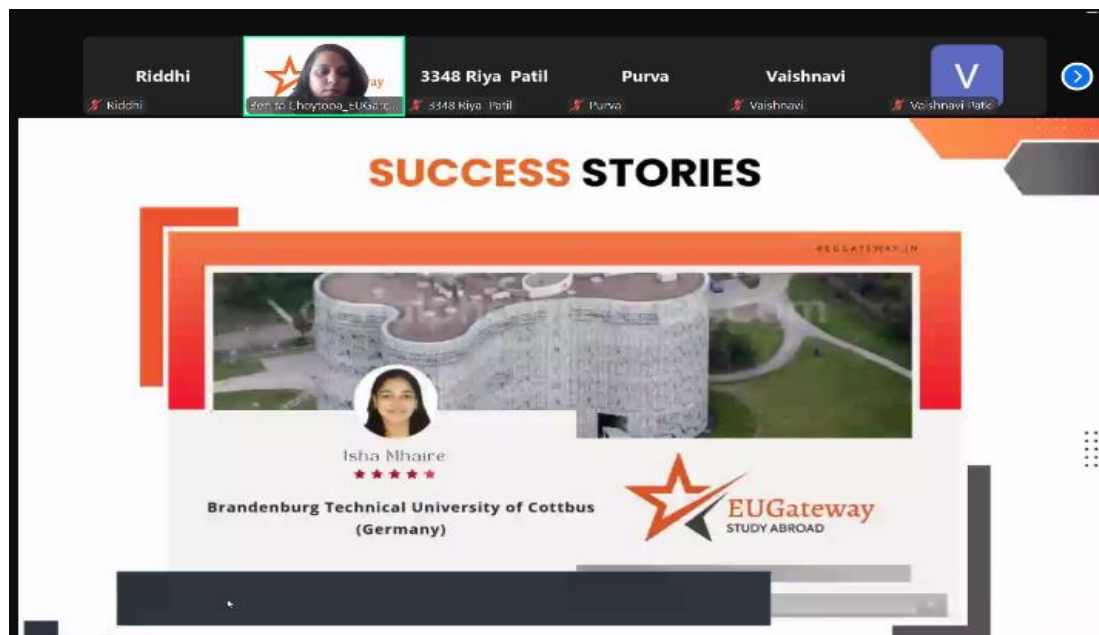 Riddhi
3348 Riya Patil
Purva
Vaishnavi
V
Riddhi
3348 Riya Patil
Purva
Vaishnavi
Vaishnavi Patki
SUCCESS STORIES
@EUGATEWAY.IN
Isha Mhaire
Brandenburg Technical University of Cottbus
(Germany)
EUGateway
STUDY ABROAD